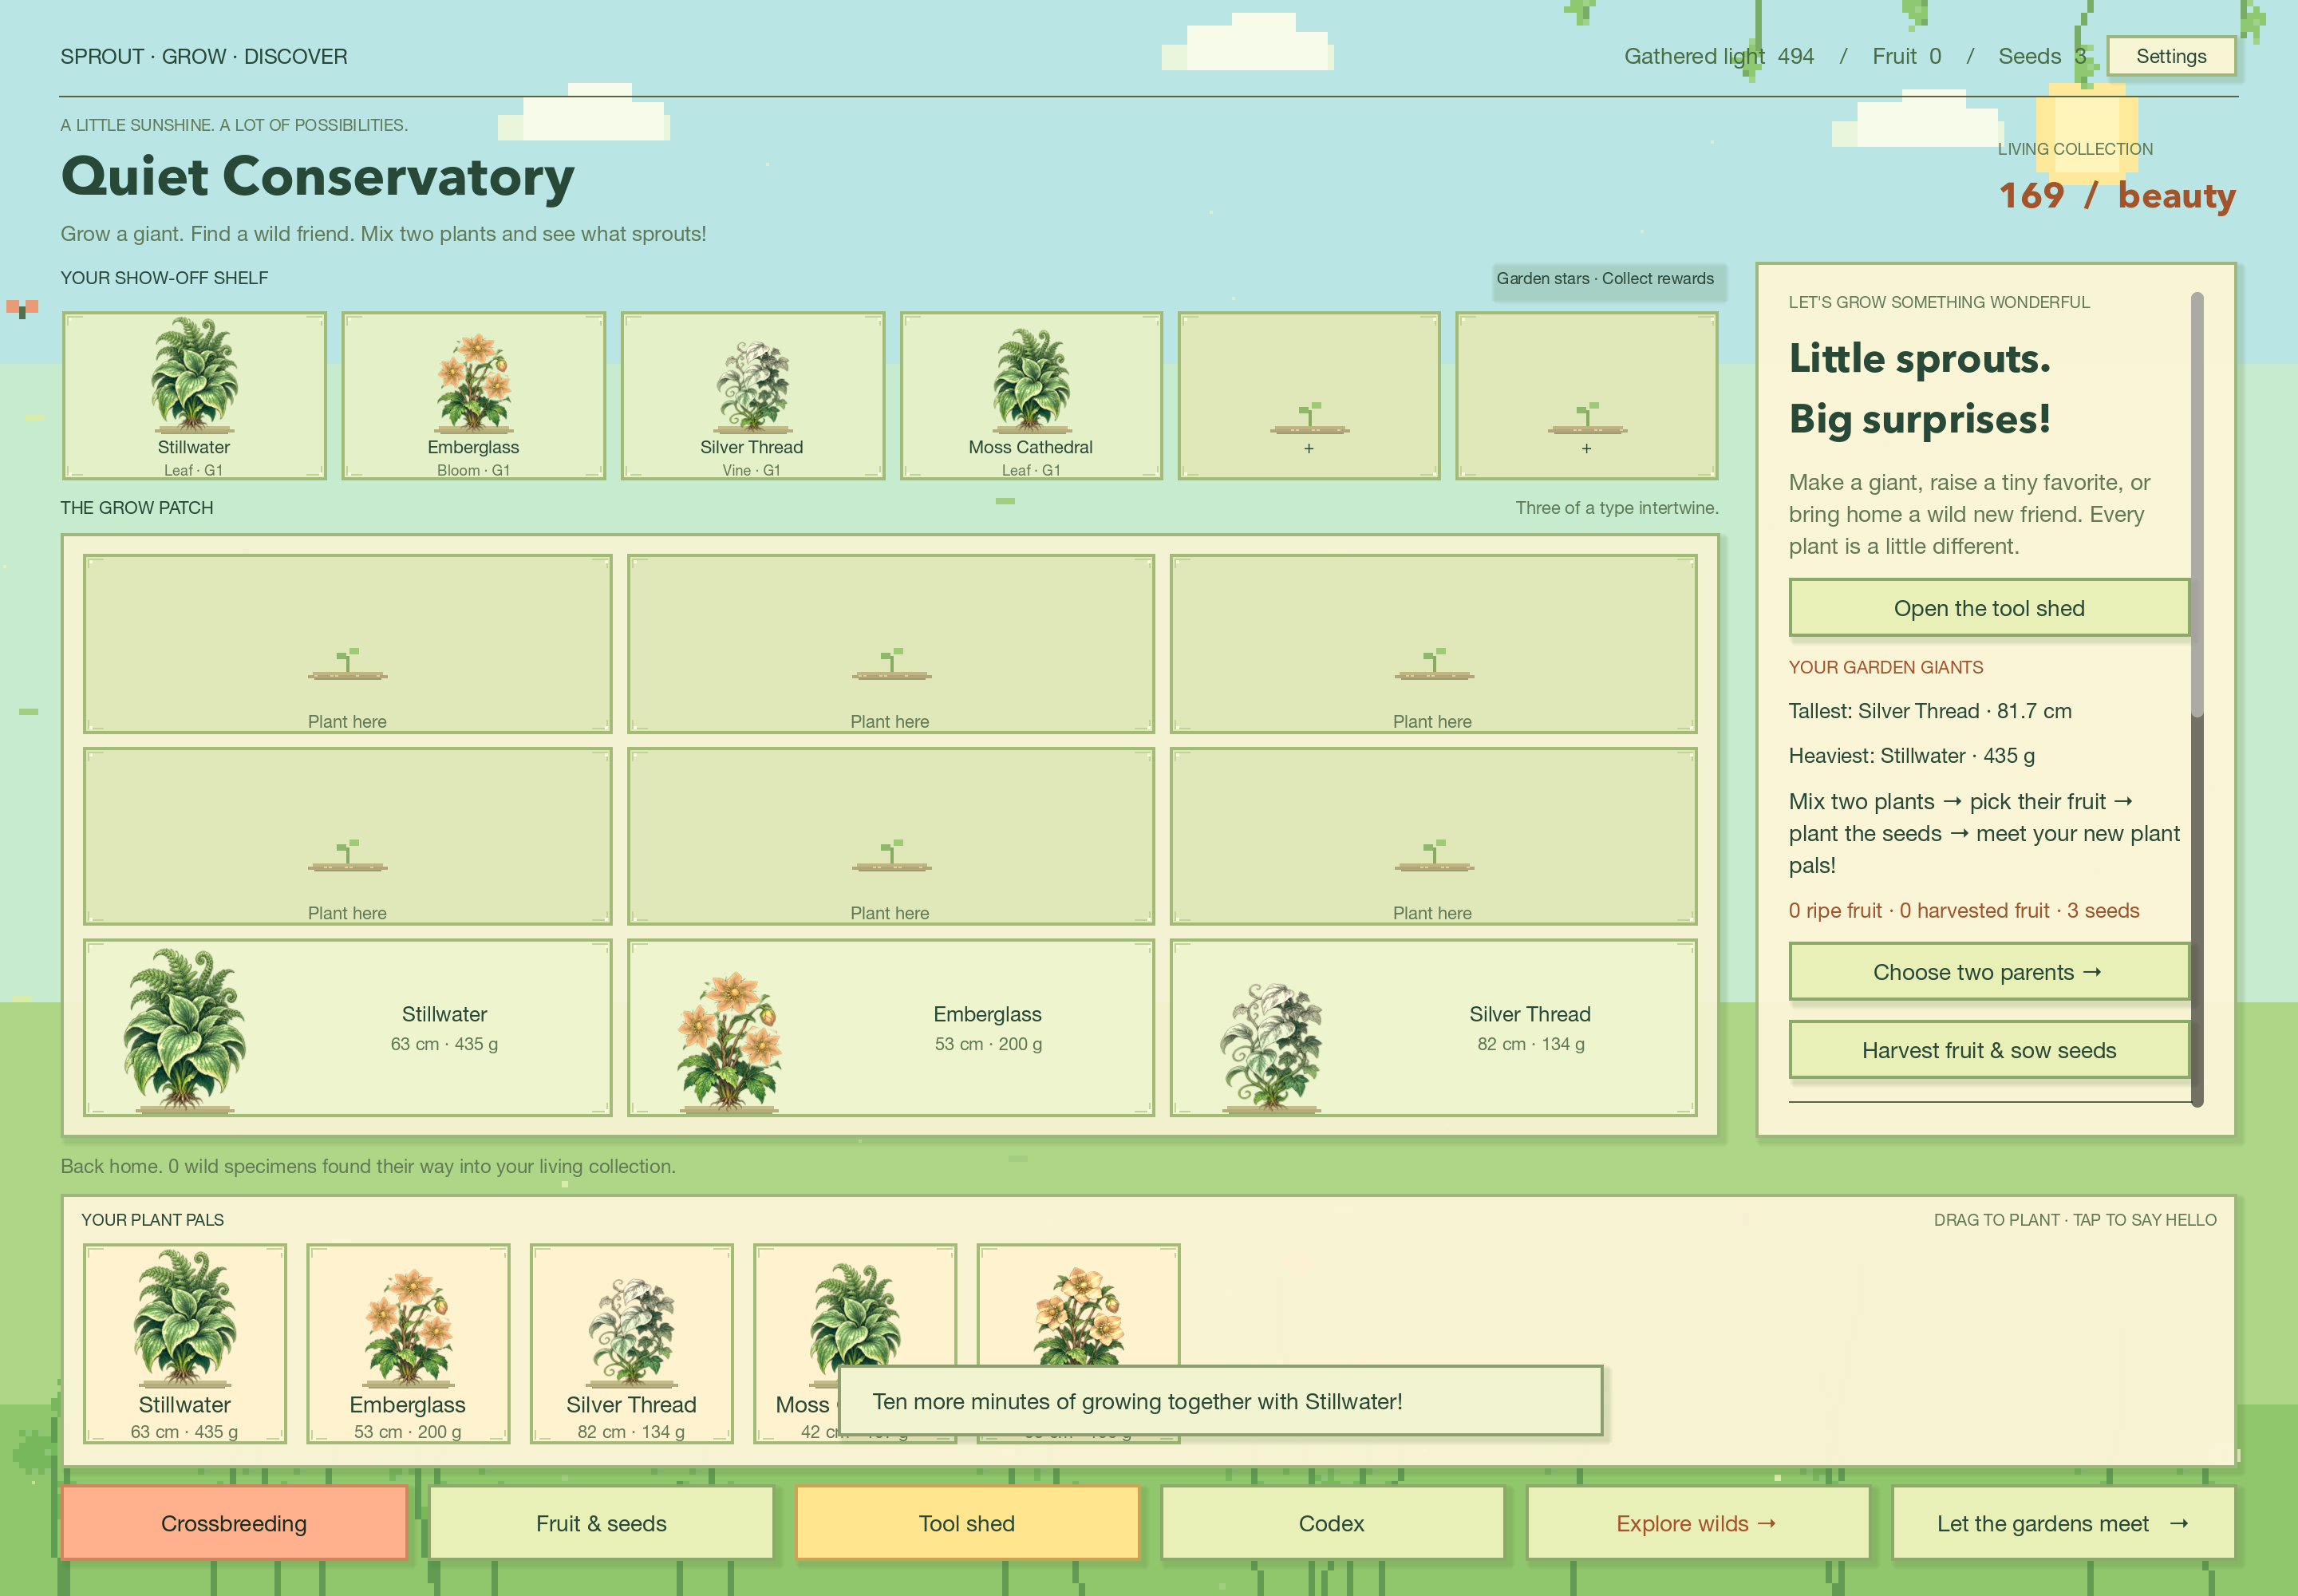 SPROUT · GROW · DISCOVER
Gathered light 494 / Fruit 0 / Seeds 3
Settings
A LITTLE SUNSHINE. A LOT OF POSSIBILITIES.
Quiet Conservatory
LIVING COLLECTION
169 / beauty
Grow a giant. Find a wild friend. Mix two plants and see what sprouts!
YOUR SHOW-OFF SHELF
Garden stars · Collect rewards
Stillwater
Leaf · G1
Emberglass
Bloom · G1
Silver Thread
Vine · G1
Moss Cathedral
Leaf · G1
+
+
THE GROW PATCH
Three of a type intertwine.
Plant here
Plant here
Plant here
Plant here
Plant here
Plant here
Stillwater
63 cm · 435 g
Emberglass
53 cm · 200 g
Silver Thread
82 cm · 134 g
LET'S GROW SOMETHING WONDERFUL
Little sprouts.
Big surprises!
Make a giant, raise a tiny favorite, or
bring home a wild new friend. Every
plant is a little different.
Open the tool shed
YOUR GARDEN GIANTS
Tallest: Silver Thread · 81.7 cm
Heaviest: Stillwater · 435 g
Mix two plants → pick their fruit →
plant the seeds → meet your new plant
pals!
0 ripe fruit · 0 harvested fruit · 3 seeds
Choose two parents →
Harvest fruit & sow seeds
Back home. 0 wild specimens found their way into your living collection.
YOUR PLANT PALS
DRAG TO PLANT · TAP TO SAY HELLO
Stillwater
63 cm · 435 g
Emberglass
53 cm · 200 g
Silver Thread
82 cm · 134 g
Moss
42
Ten more minutes of growing together with Stillwater!
Crossbreeding
Fruit & seeds
Tool shed
Codex
Explore wilds →
Let the gardens meet →